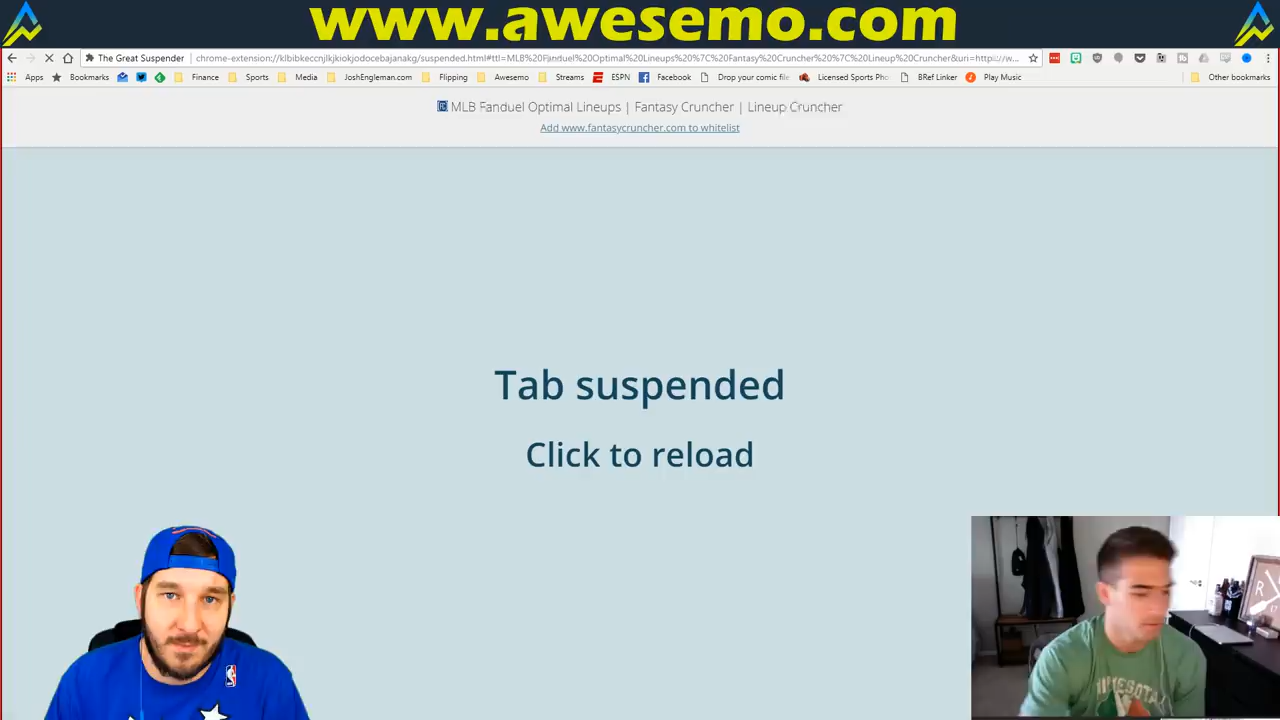 www.awesemo.com
The Great Suspender
Apps Bookmarks Finance Sports Media JoshEngleman.com Flipping Awesemo Streams ESPN Facebook Drop your comic file Licensed Sports Pho BRef Linker Play Music Other bookmarks
MLB Fanduel Optimal Lineups | Fantasy Cruncher | Lineup Cruncher
Add www.fantasycruncher.com to whitelist
Tab suspended
Click to reload